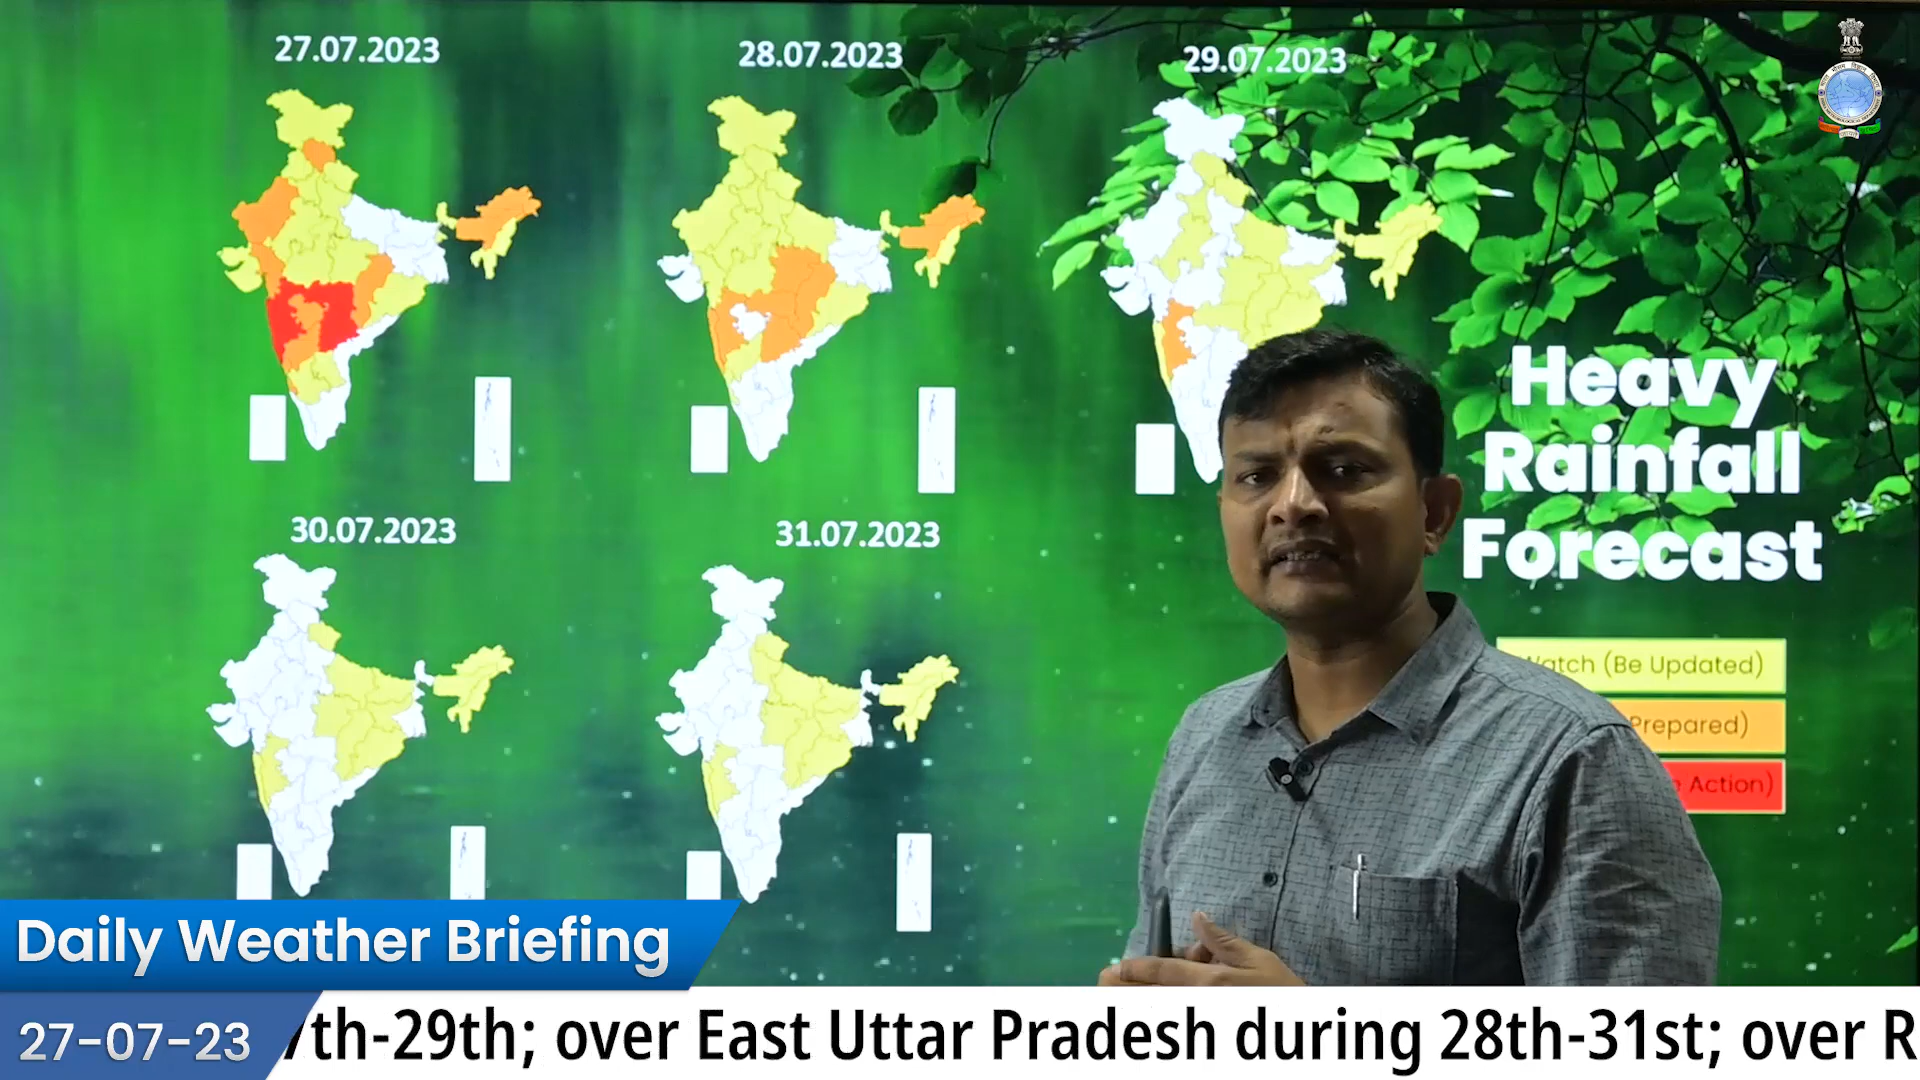 27.07.2023
28.07.2023
29.07.2023
Heavy
Rainfall
Forecast
30.07.2023
31.07.2023
(Be Updated)
Prepared)
Action)
Daily Weather Briefing
27-07-23
th-29th; over East Uttar Pradesh during 28th-31st; over R